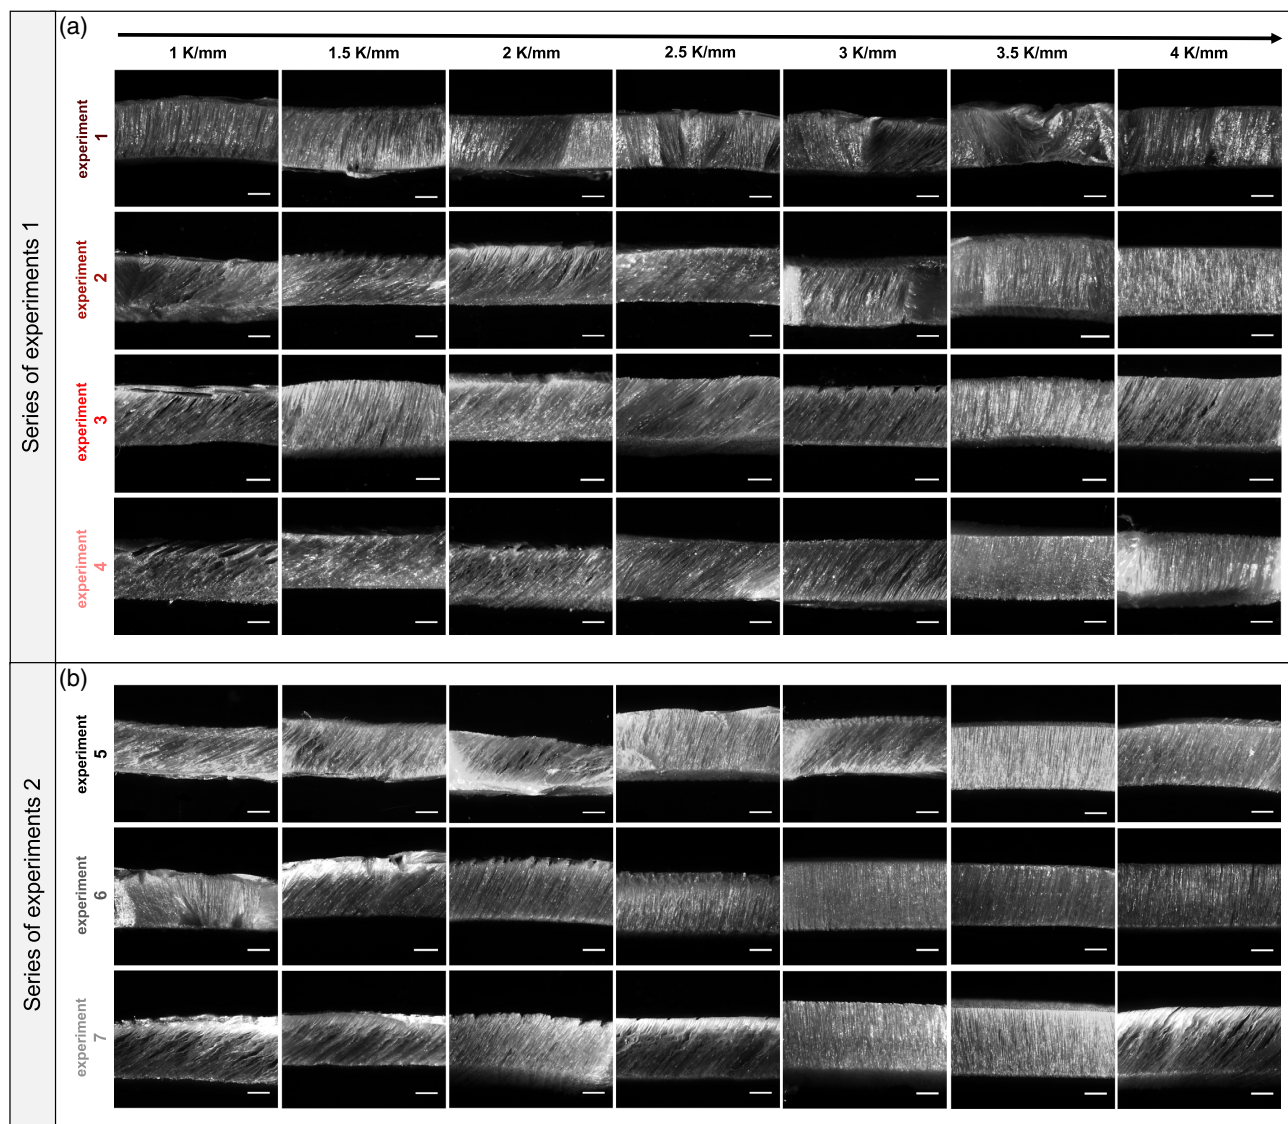 (a)
1 K/mm 1.5 K/mm 2 K/mm 2.5 K/mm 3 K/mm 3.5 K/mm 4 K/mm
Series of experiments 1
experiment
1
experiment
2
experiment
3
experiment
4
(b)
Series of experiments 2
experiment
5
experiment
6
experiment
7